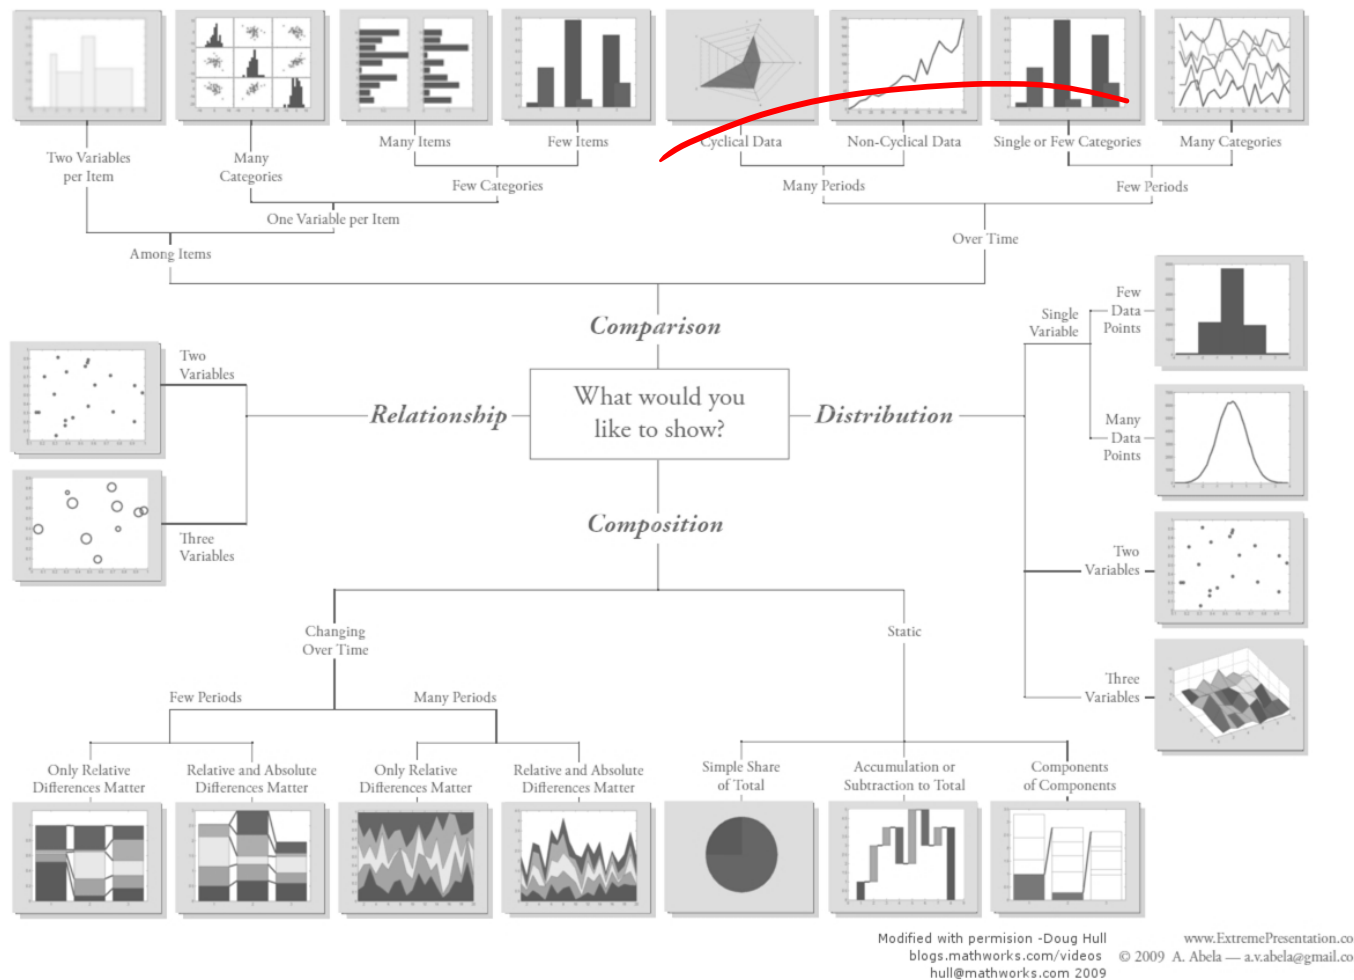 Two Variables
per Item
Many
Categories
Many Items
Few Items
Cyclical Data
Non-Cyclical Data
Single or Few Categories
Many Categories
Few Categories
Many Periods
Few Periods
One Variable per Item
Among Items
Over Time
Comparison
Two
Variables
Relationship
What would you
like to show?
Distribution
Single
Variable
Few
Data
Points
Many
Data
Points
Three
Variables
Composition
Two
Variables
Three
Variables
Changing
Over Time
Static
Few Periods
Many Periods
Only Relative
Differences Matter
Relative and Absolute
Differences Matter
Only Relative
Differences Matter
Relative and Absolute
Differences Matter
Simple Share
of Total
Accumulation or
Subtraction to Total
Components
of Components
Modified with permision -Doug Hull
blogs.mathworks.com/videos
hull@mathworks.com 2009
www.ExtremePresentation.co
© 2009 A. Abela — a.v.abela@gmail.co